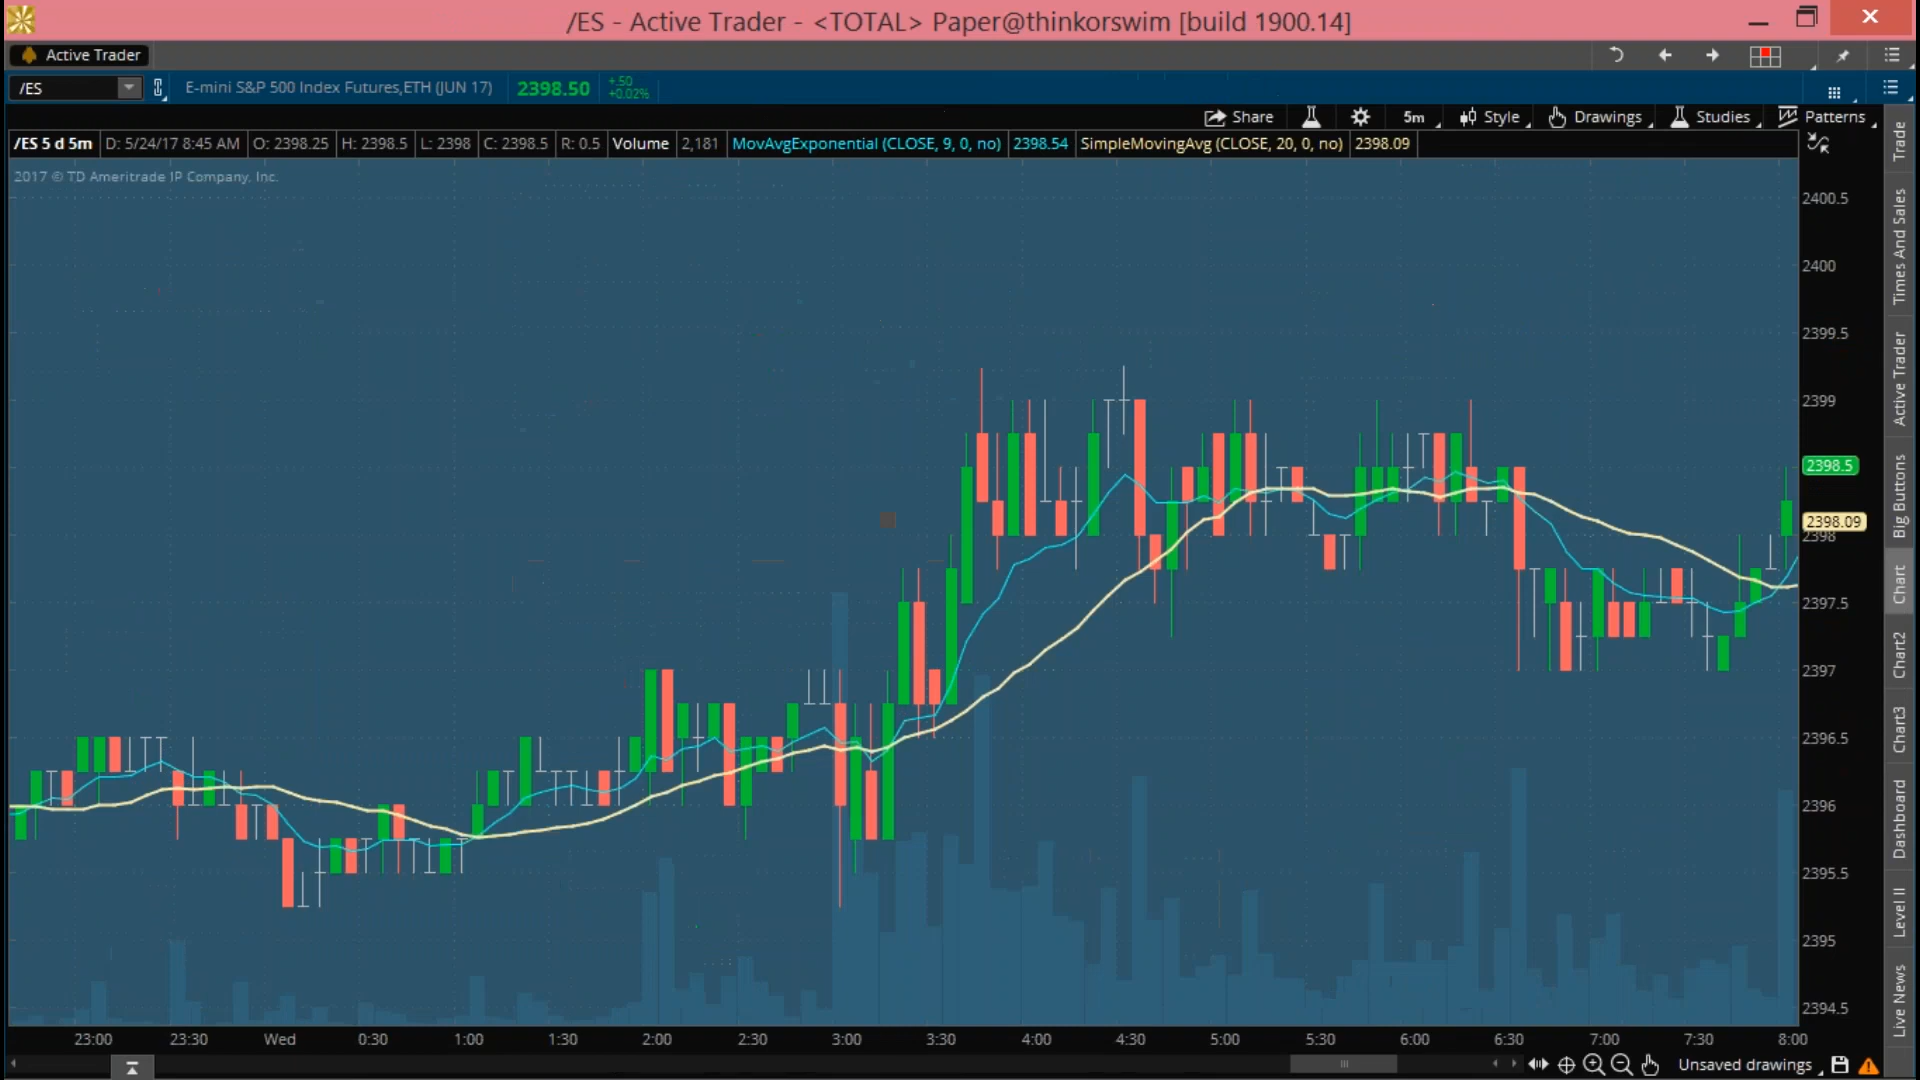 /ES - Active Trader - <TOTAL> Paper@thinkorswim [build 1900.14]
Active Trader
/ES E-mini S&P 500 Index Futures,ETH (JUN 17) 2398.50 +.50 +0.02%
Share 5m Style Drawings Studies Patterns
/ES 5 d 5m D: 5/24/17 8:45 AM O: 2398.25 H: 2398.5 L: 2398 C: 2398.5 R: 0.5 Volume 2,181 MovAvgExponential (CLOSE, 9, 0, no) 2398.54 SimpleMovingAvg (CLOSE, 20, 0, no) 2398.09
2017 © TD Ameritrade IP Company, Inc.
2400.5
2400
2399.5
2399
2398.5
2398.09
2398
2397.5
2397
2396.5
2396
2395.5
2395
2394.5
23:00 23:30 Wed 0:30 1:00 1:30 2:00 2:30 3:00 3:30 4:00 4:30 5:00 5:30 6:00 6:30 7:00 7:30 8:00
Unsaved drawings
Trade
Times And Sales
Active Trader
Big Buttons
Chart
Chart2
Chart3
Dashboard
Level II
Live News